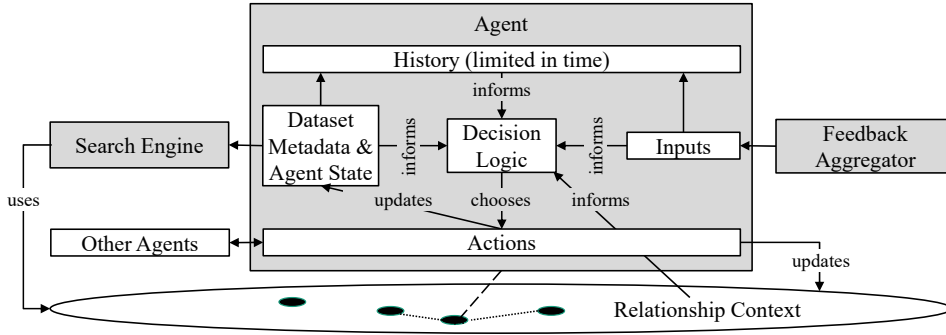 Agent
History (limited in time)
informs
Dataset
Metadata &
Agent State
informs
Decision
Logic
informs
Inputs
Search Engine
Feedback
Aggregator
uses
updates
chooses
informs
Other Agents
Actions
updates
Relationship Context